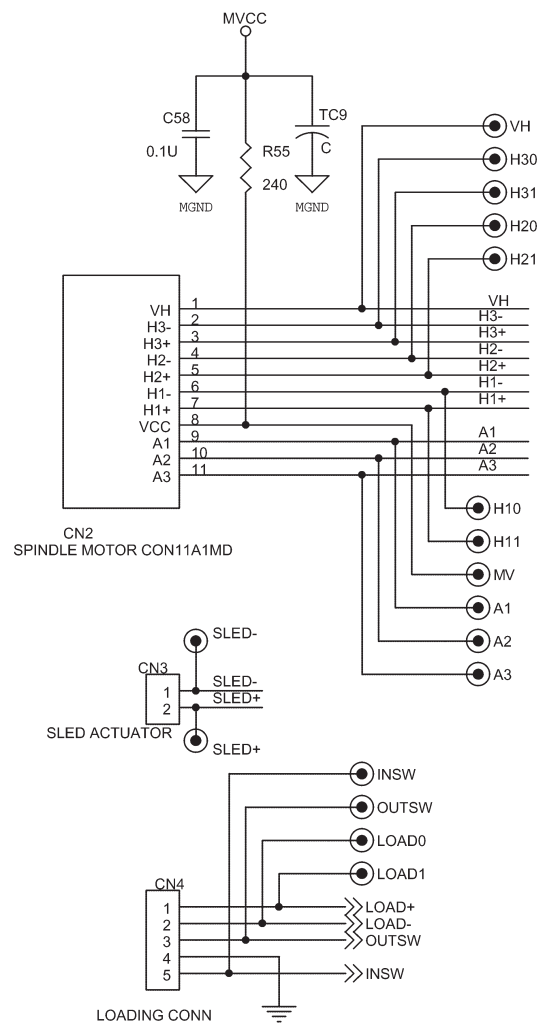 MVCC
C58
0.1U
MGND
R55
240
TC9
C
MGND
VH
H30
H31
H20
H21
VH 1 VH
H3- 2 H3-
H3+ 3 H3+
H2- 4 H2-
H2+ 5 H2+
H1- 6 H1-
H1+ 7 H1+
VCC 8
A1 9 A1
A2 10 A2
A3 11 A3
CN2
SPINDLE MOTOR CON11A1MD
H10
H11
MV
A1
A2
A3
SLED-
CN3
1 SLED-
2 SLED+
SLED ACTUATOR
SLED+
INSW
OUTSW
LOAD0
LOAD1
CN4
1 LOAD+
2 LOAD-
3 OUTSW
4
5 INSW
LOADING CONN